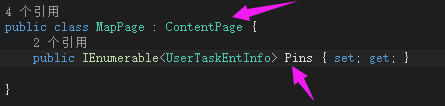 4 个引用
public class MapPage : ContentPage {
2 个引用
public IEnumerable<UserTaskEntInfo> Pins { set; get; }
}